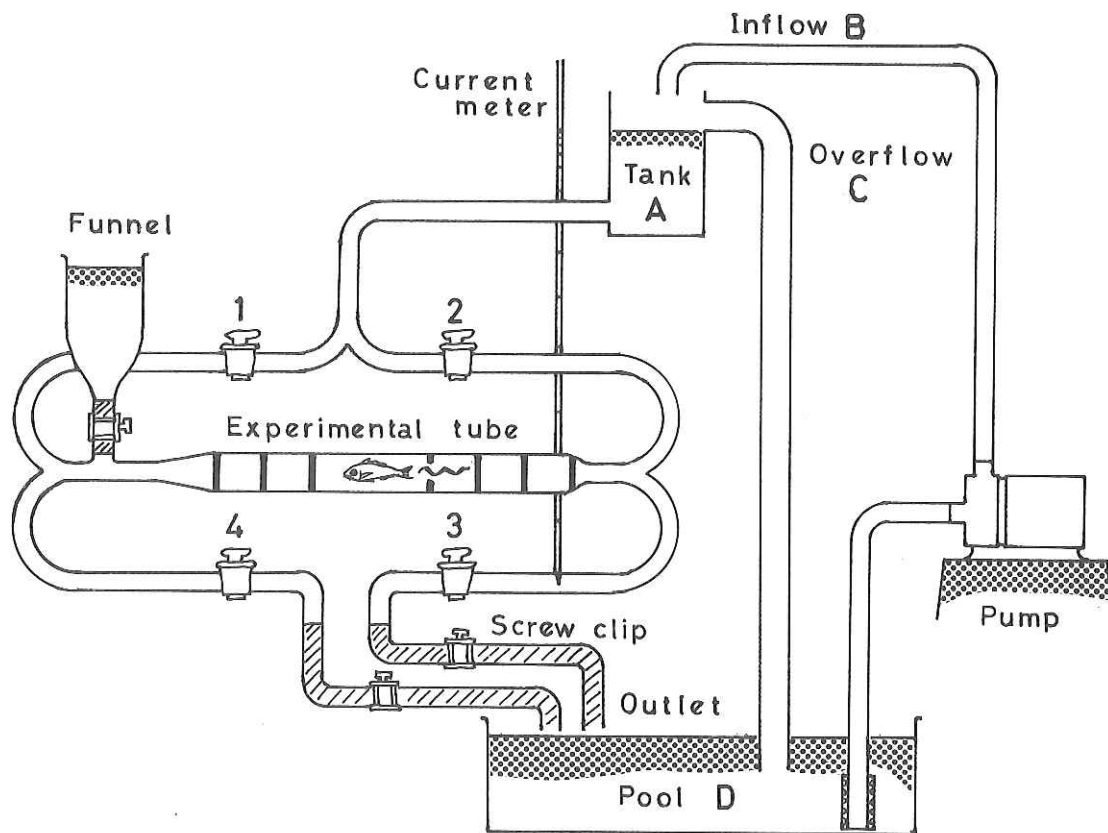 Inflow B
Current
meter
Overflow
C
Tank
A
Funnel
1
2
Experimental tube
4
3
Pump
Screw clip
Outlet
Pool D